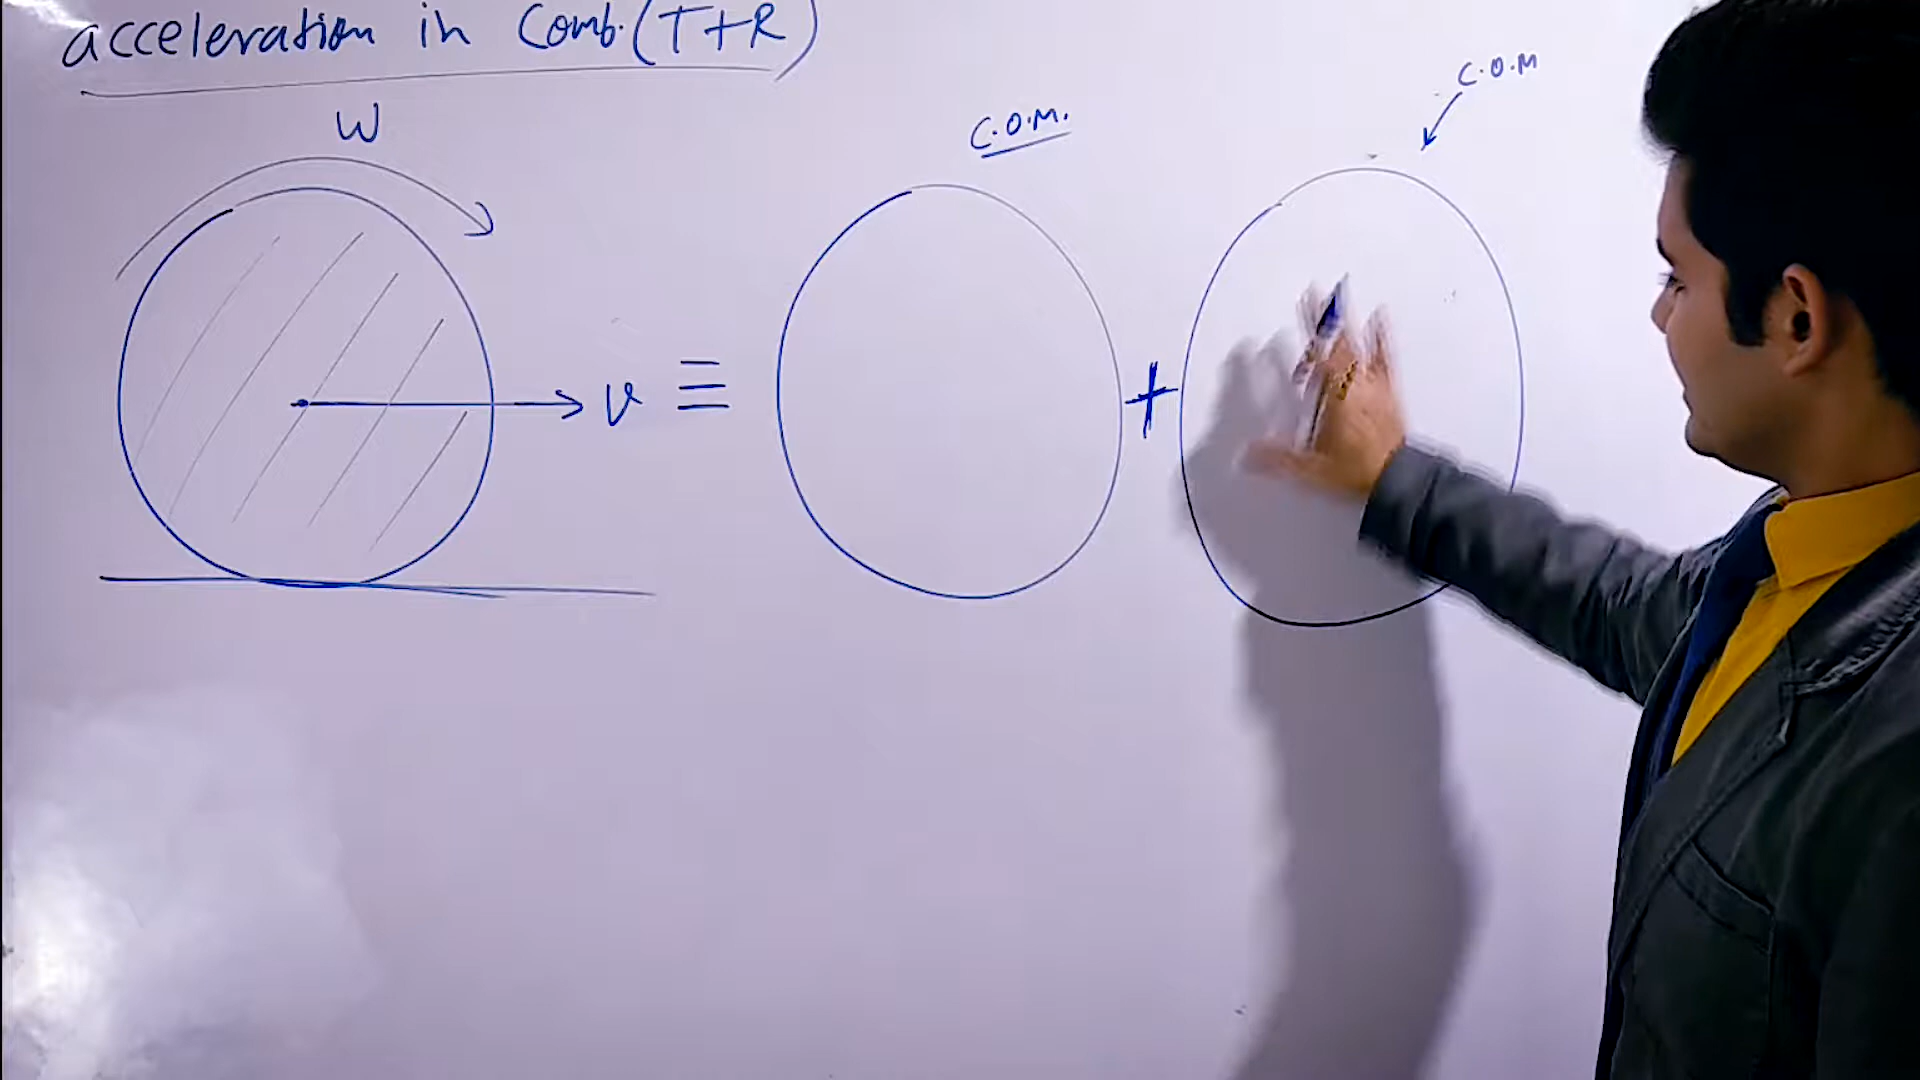 acceleration in Comb.(T+R)
C.O.M
C.O.M.
ω
v ≡ +